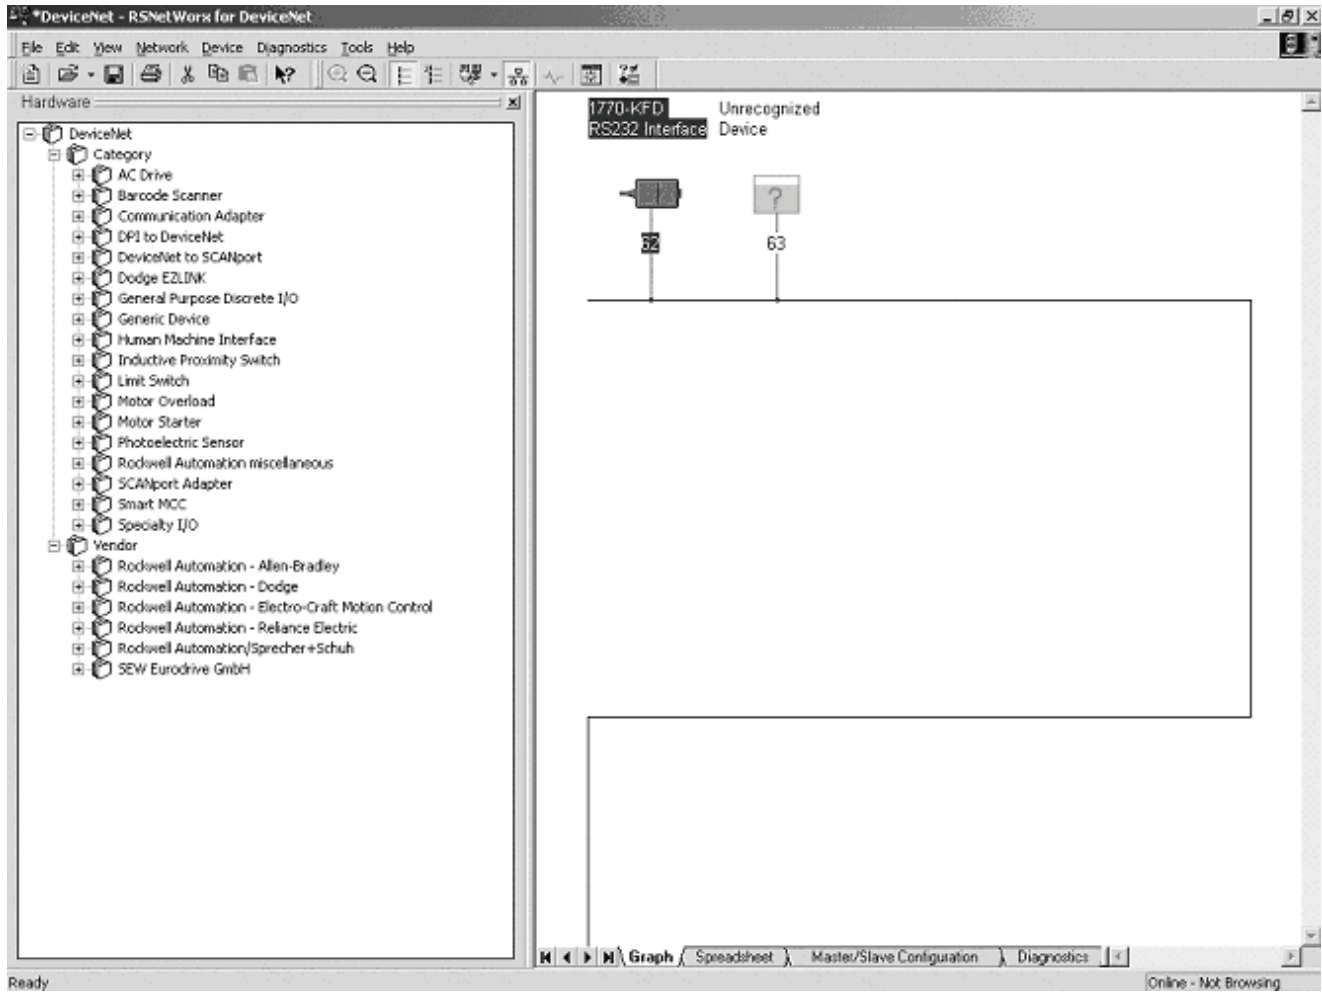 *DeviceNet - RSNetWorx for DeviceNet
File Edit View Network Device Diagnostics Tools Help
Hardware
DeviceNet
Category
AC Drive
Barcode Scanner
Communication Adapter
DPI to DeviceNet
DeviceNet to SCANport
Dodge EZLINK
General Purpose Discrete I/O
Generic Device
Human Machine Interface
Inductive Proximity Switch
Limit Switch
Motor Overload
Motor Starter
Photoelectric Sensor
Rockwell Automation miscellaneous
SCANport Adapter
Smart MCC
Specialty I/O
Vendor
Rockwell Automation - Allen-Bradley
Rockwell Automation - Dodge
Rockwell Automation - Electro-Craft Motion Control
Rockwell Automation - Reliance Electric
Rockwell Automation/Sprecher+Schuh
SEW Eurodrive GmbH
1770-KFD
RS232 Interface
Unrecognized
Device
?
62
63
Graph Spreadsheet Master/Slave Configuration Diagnostics
Ready
Online - Not Browsing